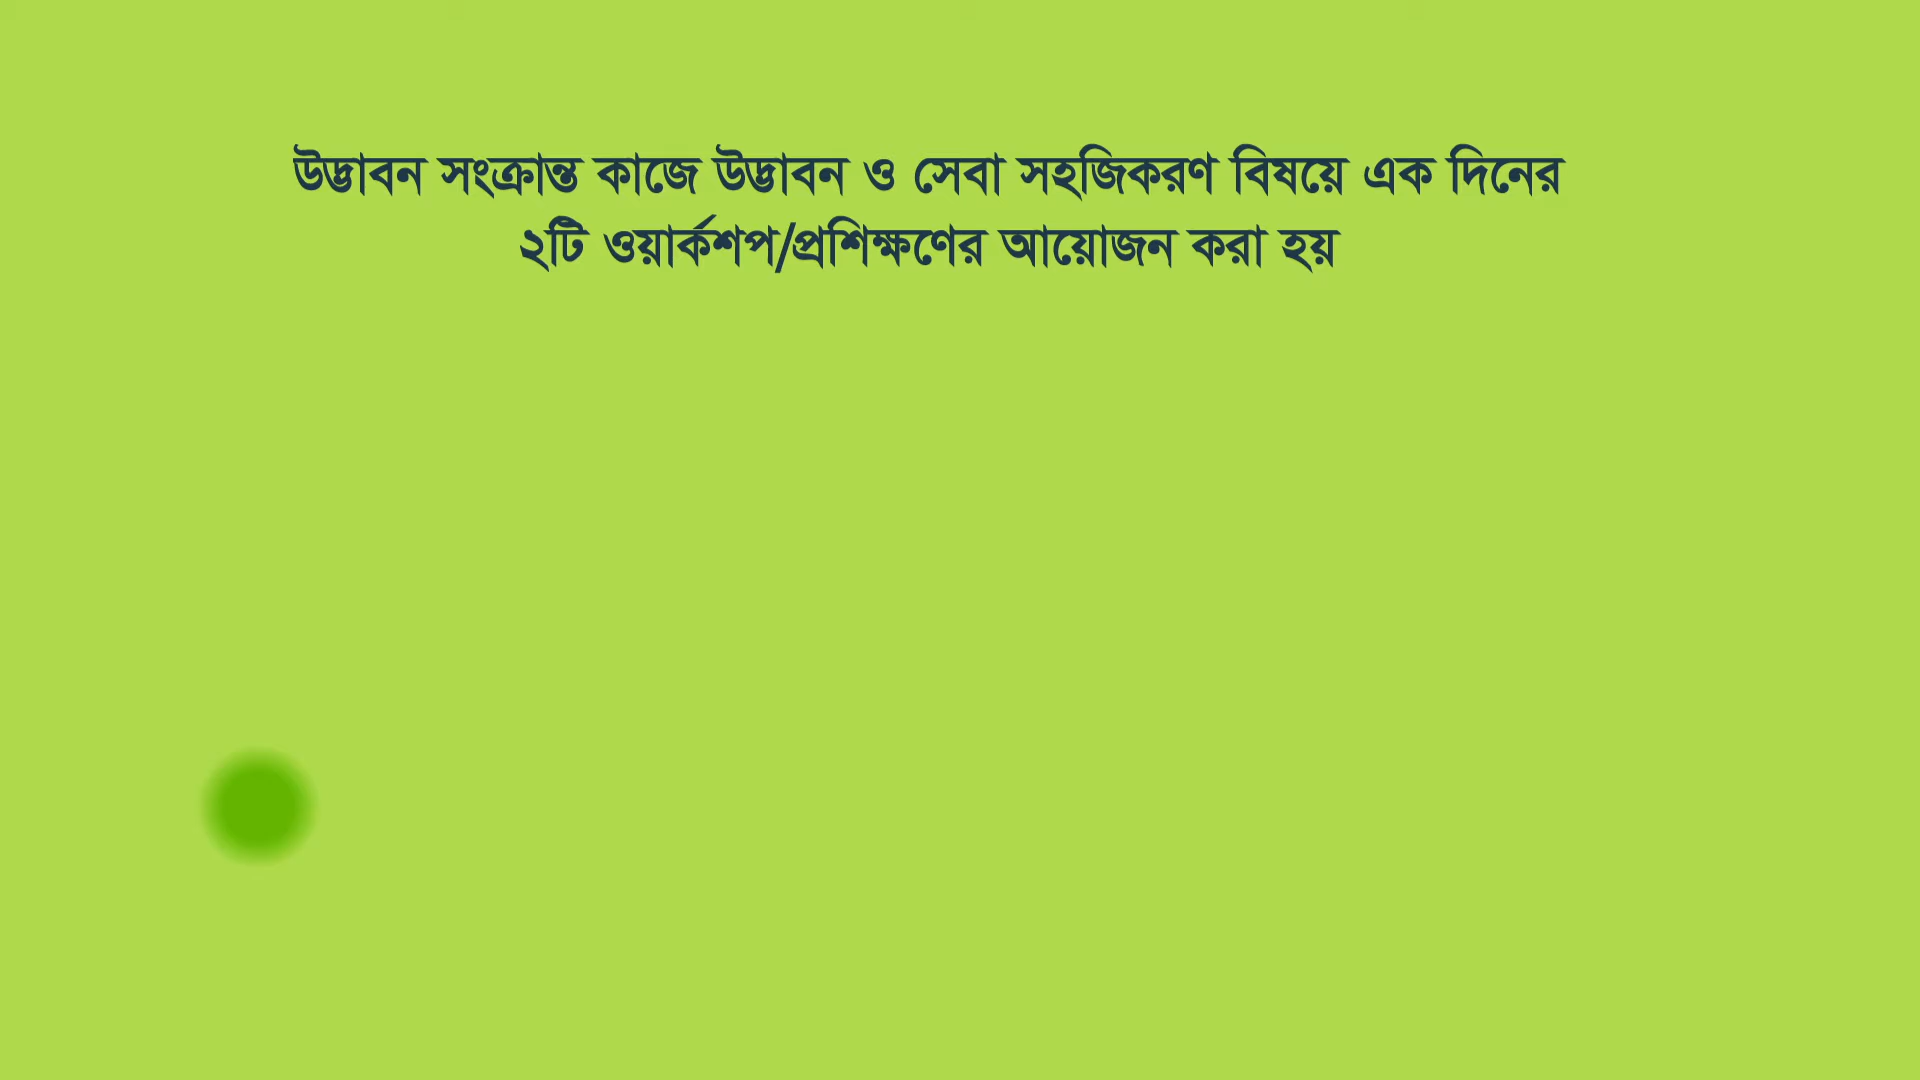 উদ্ভাবন সংক্রান্ত কাজে উদ্ভাবন ও সেবা সহজিকরণ বিষয়ে এক দিনের
২টি ওয়ার্কশপ/প্রশিক্ষণের আয়োজন করা হয়